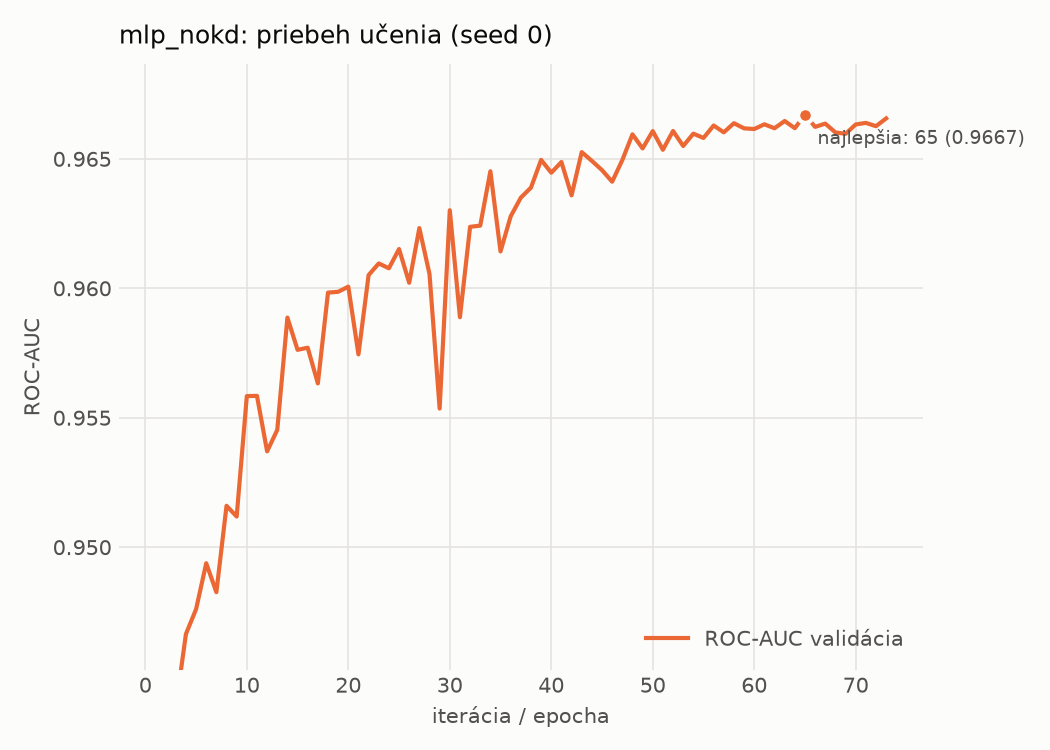 mlp_nokd: priebeh učenia (seed 0)
najlepšia: 65 (0.9667)
0.965
0.960
0.955
0.950
ROC-AUC
ROC-AUC validácia
0 10 20 30 40 50 60 70
iterácia / epocha